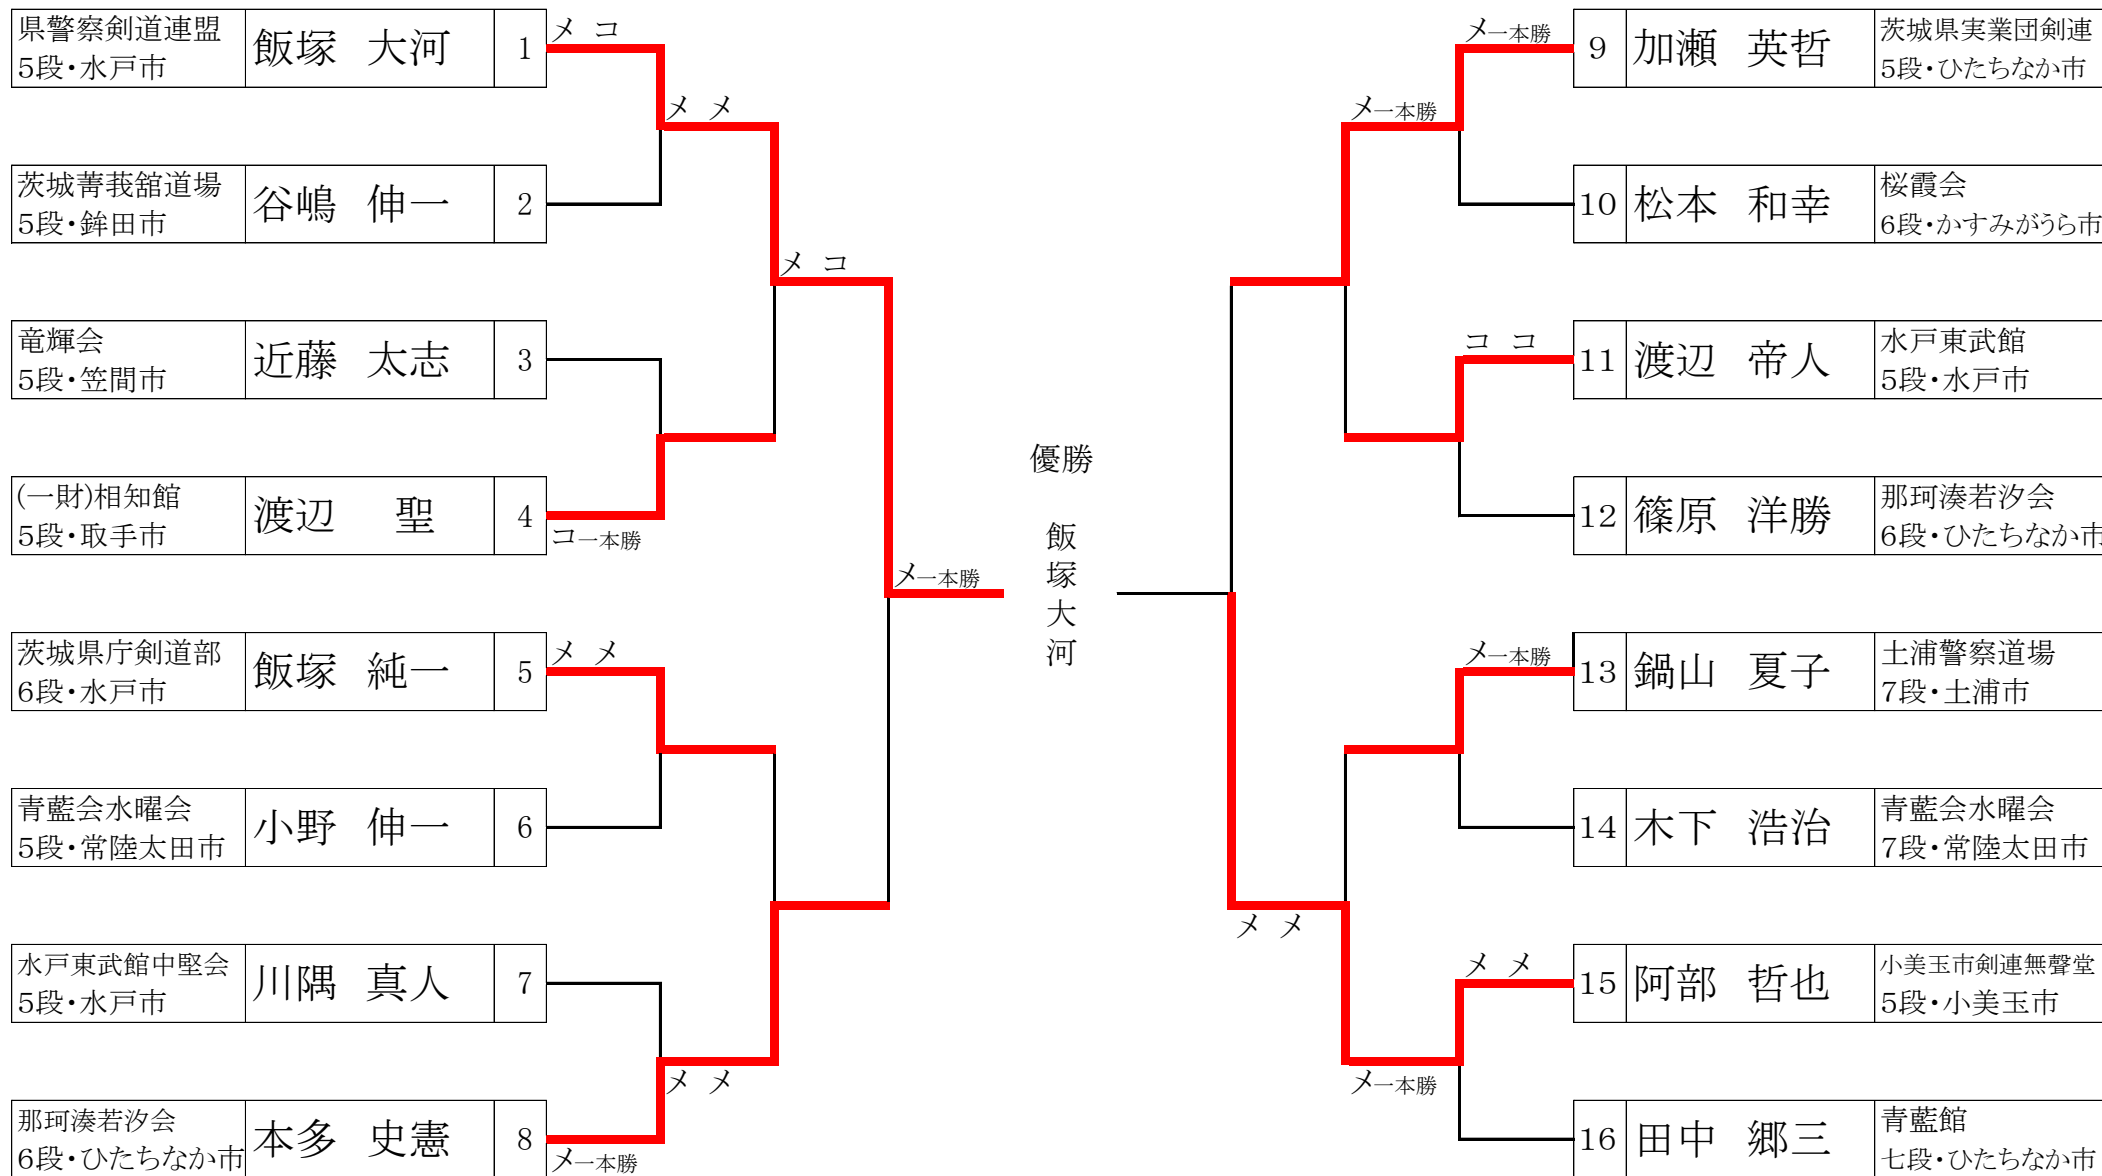 県警察剣道連盟
5段・水戸市
飯塚 大河
1
メ コ
メ メ
茨城菁莪舘道場
5段・鉾田市
谷嶋 伸一
2
メ コ
竜輝会
5段・笠間市
近藤 太志
3
(一財)相知館
5段・取手市
渡辺 聖
4
コ一本勝
メ一本勝
茨城県庁剣道部
6段・水戸市
飯塚 純一
5
メ メ
青藍会水曜会
5段・常陸太田市
小野 伸一
6
水戸東武館中堅会
5段・水戸市
川隅 真人
7
メ メ
那珂湊若汐会
6段・ひたちなか市
本多 史憲
8
メ一本勝
優勝
飯塚大河
メ一本勝
9
加瀬 英哲
茨城県実業団剣連
5段・ひたちなか市
メ一本勝
10
松本 和幸
桜霞会
6段・かすみがうら市
コ コ
11
渡辺 帝人
水戸東武館
5段・水戸市
12
篠原 洋勝
那珂湊若汐会
6段・ひたちなか市
メ一本勝
13
鍋山 夏子
土浦警察道場
7段・土浦市
14
木下 浩治
青藍会水曜会
7段・常陸太田市
メ メ
メ メ
15
阿部 哲也
小美玉市剣連無聲堂
5段・小美玉市
メ一本勝
16
田中 郷三
青藍館
七段・ひたちなか市